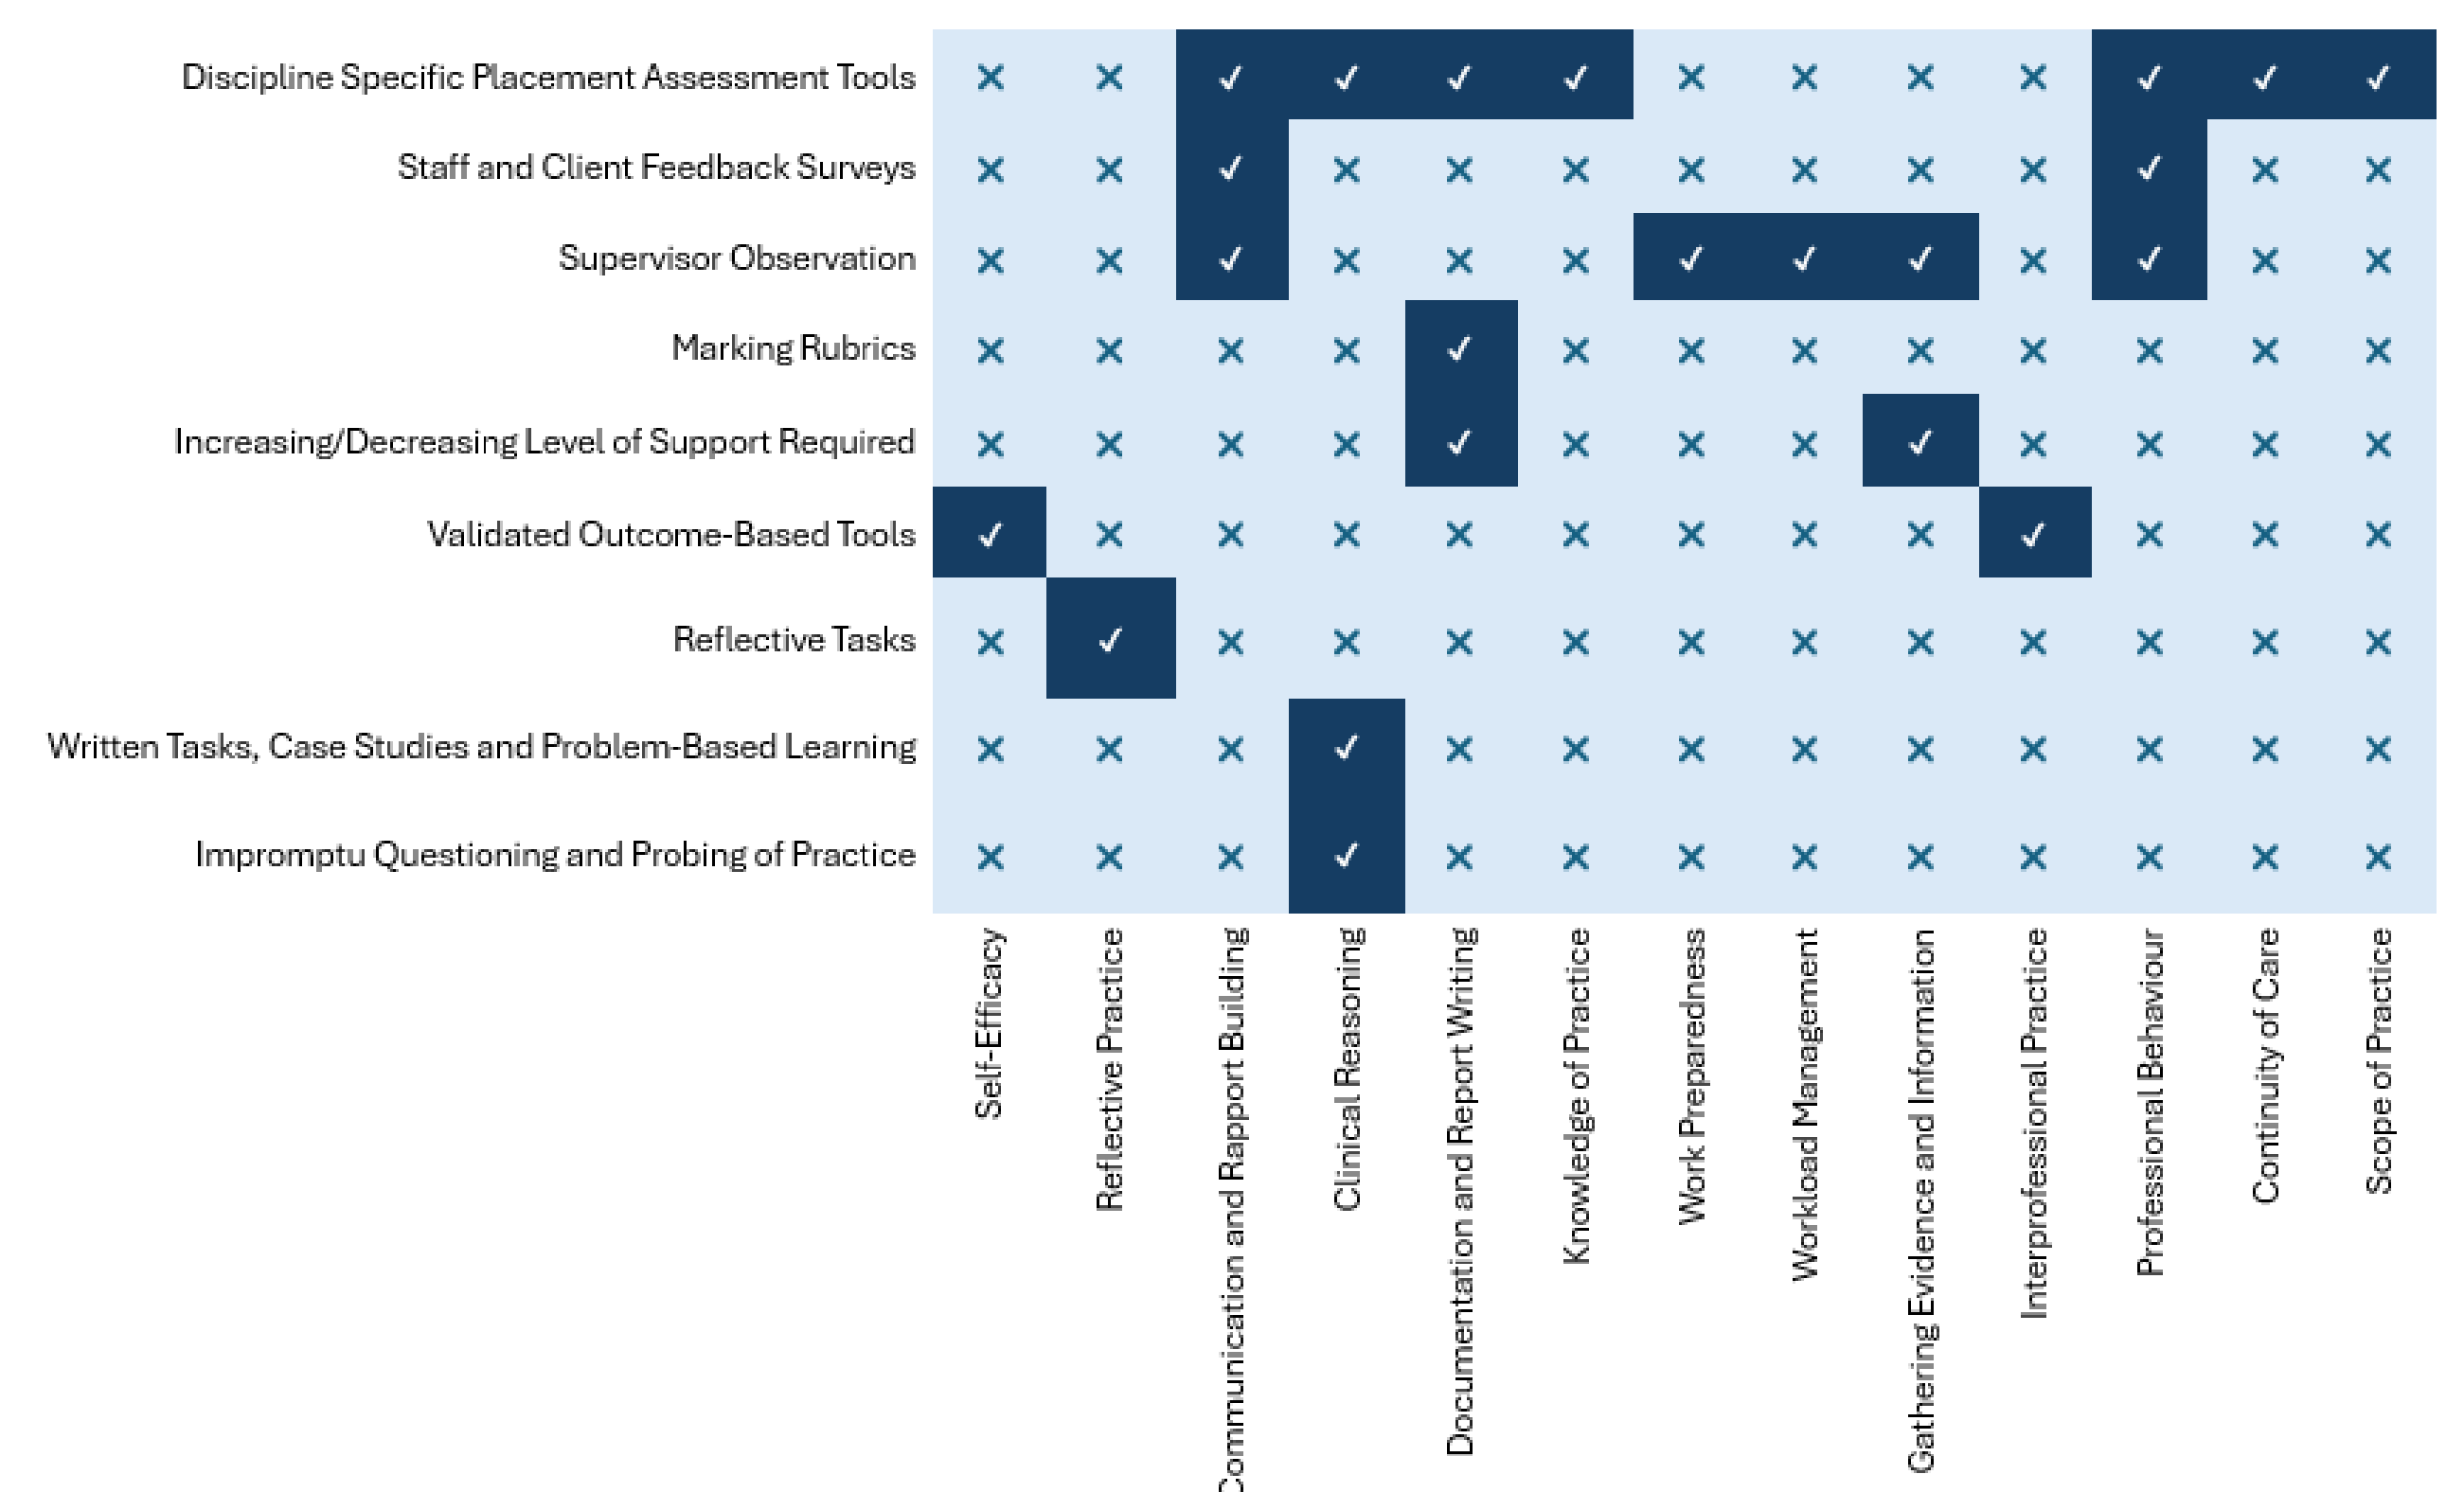 Discipline Specific Placement Assessment Tools
Staff and Client Feedback Surveys
Supervisor Observation
Marking Rubrics
Increasing/Decreasing Level of Support Required
Validated Outcome-Based Tools
Reflective Tasks
Written Tasks, Case Studies and Problem-Based Learning
Impromptu Questioning and Probing of Practice
Self-Efficacy
Reflective Practice
Communication and Rapport Building
Clinical Reasoning
Documentation and Report Writing
Knowledge of Practice
Work Preparedness
Workload Management
Gathering Evidence and Information
Interprofessional Practice
Professional Behaviour
Continuity of Care
Scope of Practice